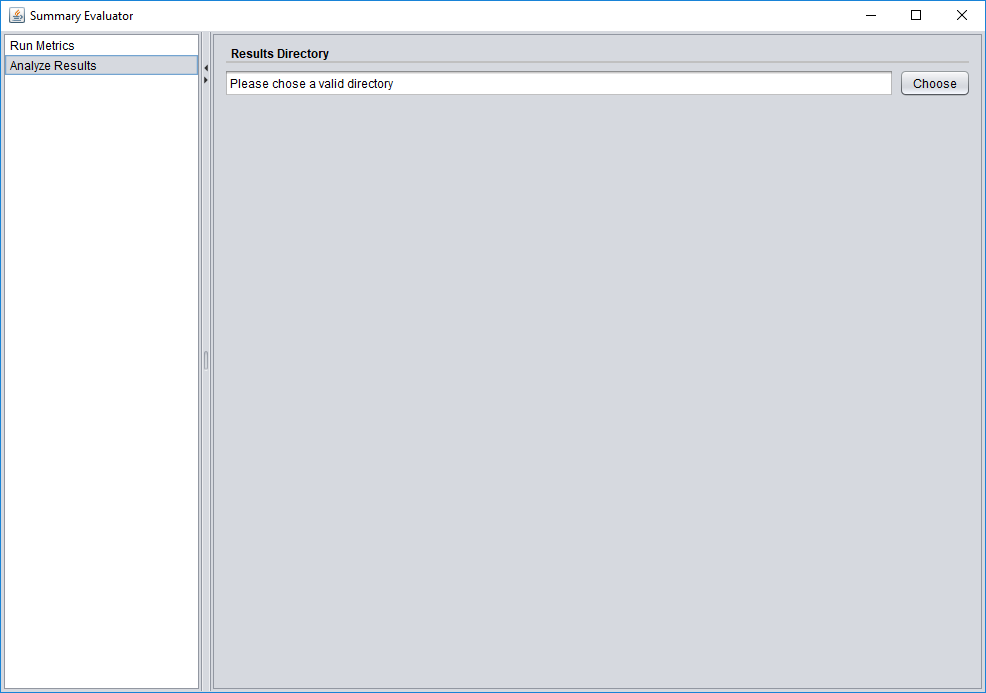 Summary Evaluator
Run Metrics
Analyze Results
Results Directory
Please chose a valid directory
Choose